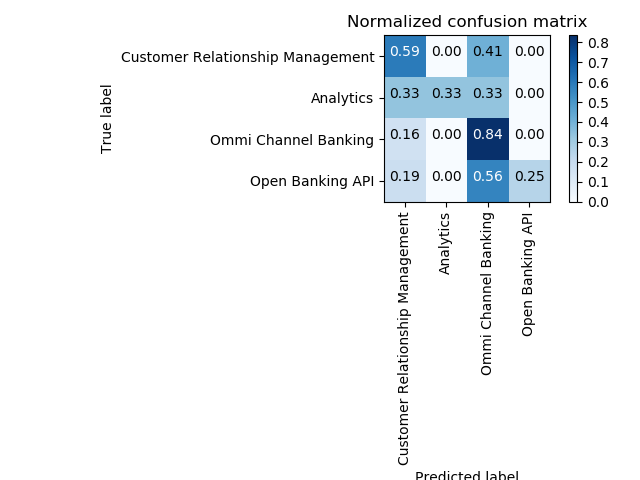 Normalized confusion matrix
True label
Customer Relationship Management 0.59 0.00 0.41 0.00
Analytics 0.33 0.33 0.33 0.00
Ommi Channel Banking 0.16 0.00 0.84 0.00
Open Banking API 0.19 0.00 0.56 0.25
0.8
0.7
0.6
0.5
0.4
0.3
0.2
0.1
0.0
Customer Relationship Management
Analytics
Ommi Channel Banking
Open Banking API
Predicted label